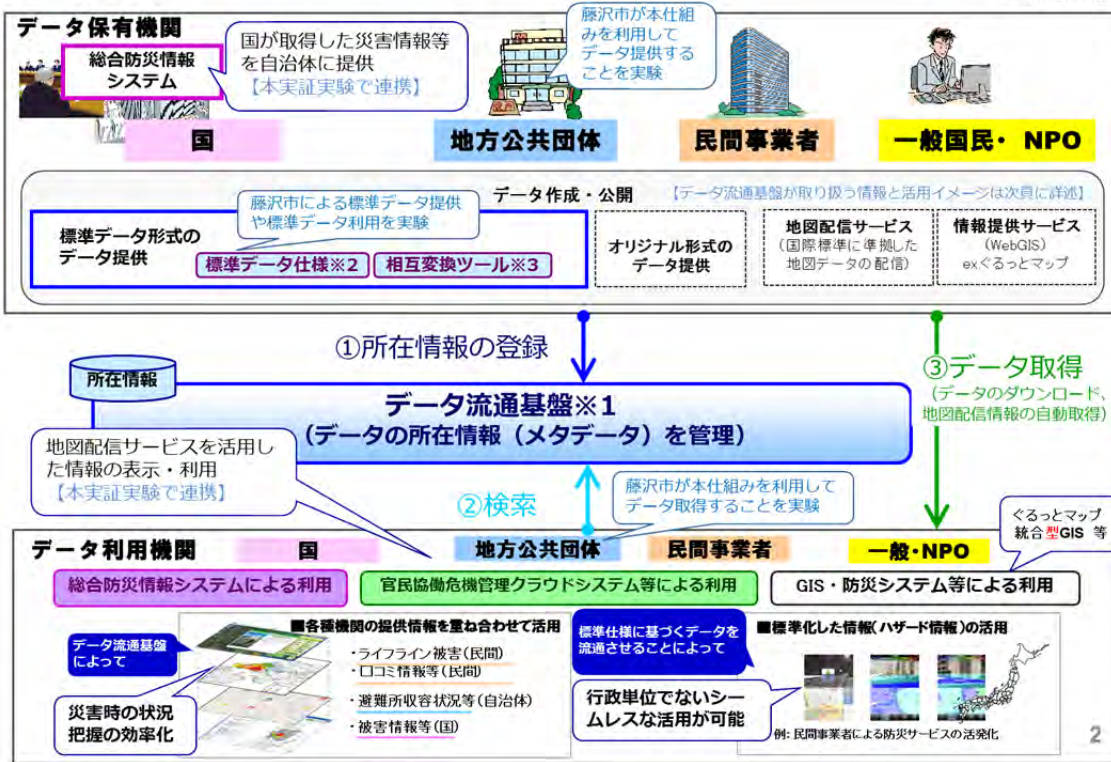 データ保有機関
総合防災情報
システム
国が取得した災害情報等
を自治体に提供
【本実証実験で連携】
藤沢市が本仕組
みを利用して
データ提供する
ことを実験
国
地方公共団体
民間事業者
一般国民・ NPO
データ作成・公開
【データ流通基盤が取り扱う情報と活用イメージは次頁に詳述】
藤沢市による標準データ提供
や標準データ利用を実験
標準データ形式の
データ提供
標準データ仕様※2
相互変換ツール※3
オリジナル形式の
データ提供
地図配信サービス
(国際標準に準拠した
地図データの配信)
情報提供サービス
(WebGIS)
exぐるっとマップ
①所在情報の登録
③データ取得
(データのダウンロード、
地図配信情報の自動取得)
所在情報
データ流通基盤※1
(データの所在情報（メタデータ）を管理)
地図配信サービスを活用し
た情報の表示・利用
【本実証実験で連携】
②検索
藤沢市が本仕組みを利用して
データ取得することを実験
ぐるっとマップ
統合型GIS 等
データ利用機関
国
地方公共団体
民間事業者
一般・NPO
総合防災情報システムによる利用
官民協働危機管理クラウドシステム等による利用
GIS・防災システム等による利用
データ流通基盤
によって
災害時の状況
把握の効率化
■各種機関の提供情報を重ね合わせて活用
・ライフライン被害(民間)
・口コミ情報等(民間)
・避難所収容状況等(自治体)
・被害情報等(国)
標準仕様に基づくデータを
流通させることによって
行政単位でないシー
ムレスな活用が可能
■標準化した情報(ハザード情報)の活用
例: 民間事業者による防災サービスの活発化
2